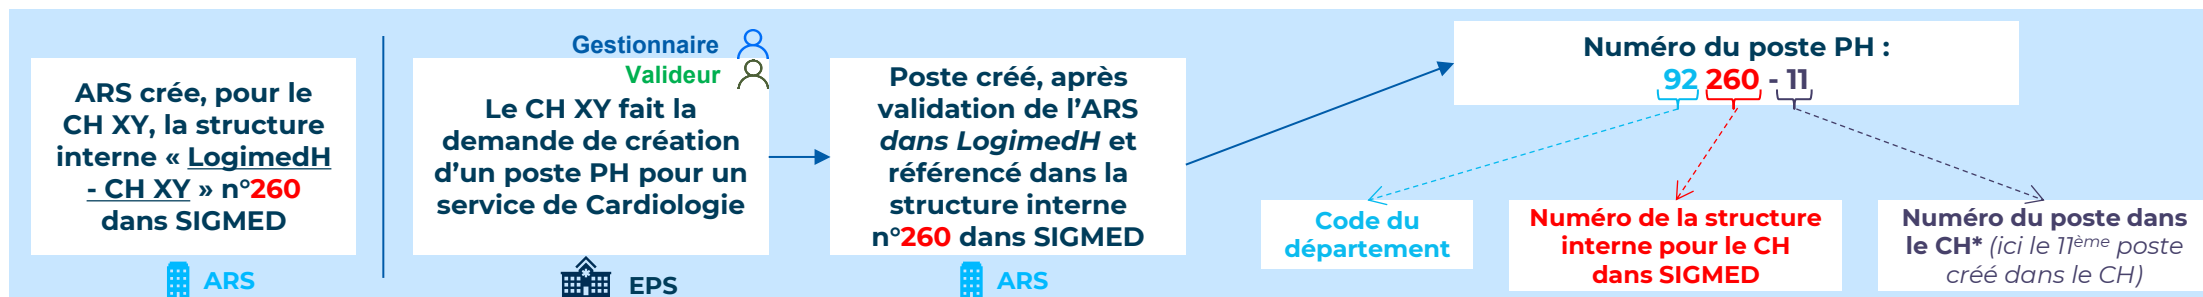 ARS crée, pour le
CH XY, la structure
interne « LogimedH
- CH XY » n°260
dans SIGMED
ARS
Gestionnaire
Valideur
Le CH XY fait la
demande de création
d’un poste PH pour un
service de Cardiologie
EPS
Poste créé, après
validation de l’ARS
dans LogimedH et
référencé dans la
structure interne
n°260 dans SIGMED
ARS
Numéro du poste PH :
92 260 - 11
Code du
département
Numéro de la structure
interne pour le CH
dans SIGMED
Numéro du poste dans
le CH* (ici le 11ème poste
créé dans le CH)